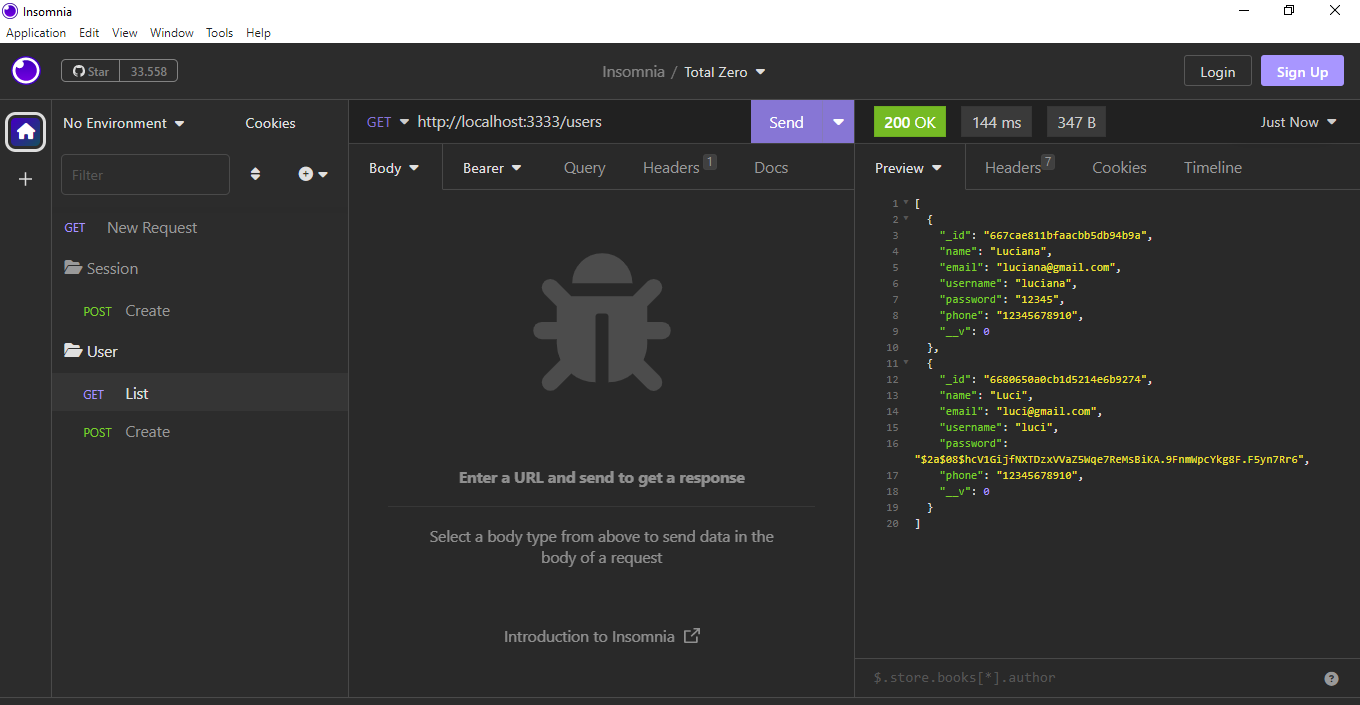 Insomnia
Application Edit View Window Tools Help
Star 33.558
Insomnia / Total Zero
Login Sign Up
No Environment Cookies
Filter
GET New Request
Session
POST Create
User
GET List
POST Create
GET http://localhost:3333/users Send
Body Bearer Query Headers 1 Docs
Enter a URL and send to get a response
Select a body type from above to send data in the
body of a request
Introduction to Insomnia
200 OK 144 ms 347 B Just Now
Preview Headers 7 Cookies Timeline
1 [
2 {
3 "_id": "667cae811bfaacbb5db94b9a",
4 "name": "Luciana",
5 "email": "luciana@gmail.com",
6 "username": "luciana",
7 "password": "12345",
8 "phone": "12345678910",
9 "__v": 0
10 },
11 {
12 "_id": "6680650a0cb1d5214e6b9274",
13 "name": "Luci",
14 "email": "luci@gmail.com",
15 "username": "luci",
16 "password":
"$2a$08$hcV1GijfNXTDzxVVaZ5Wqe7ReMsBiKA.9FnmWpcYkg8F.F5yn7Rr6",
17 "phone": "12345678910",
18 "__v": 0
19 }
20 ]
$.store.books[*].author